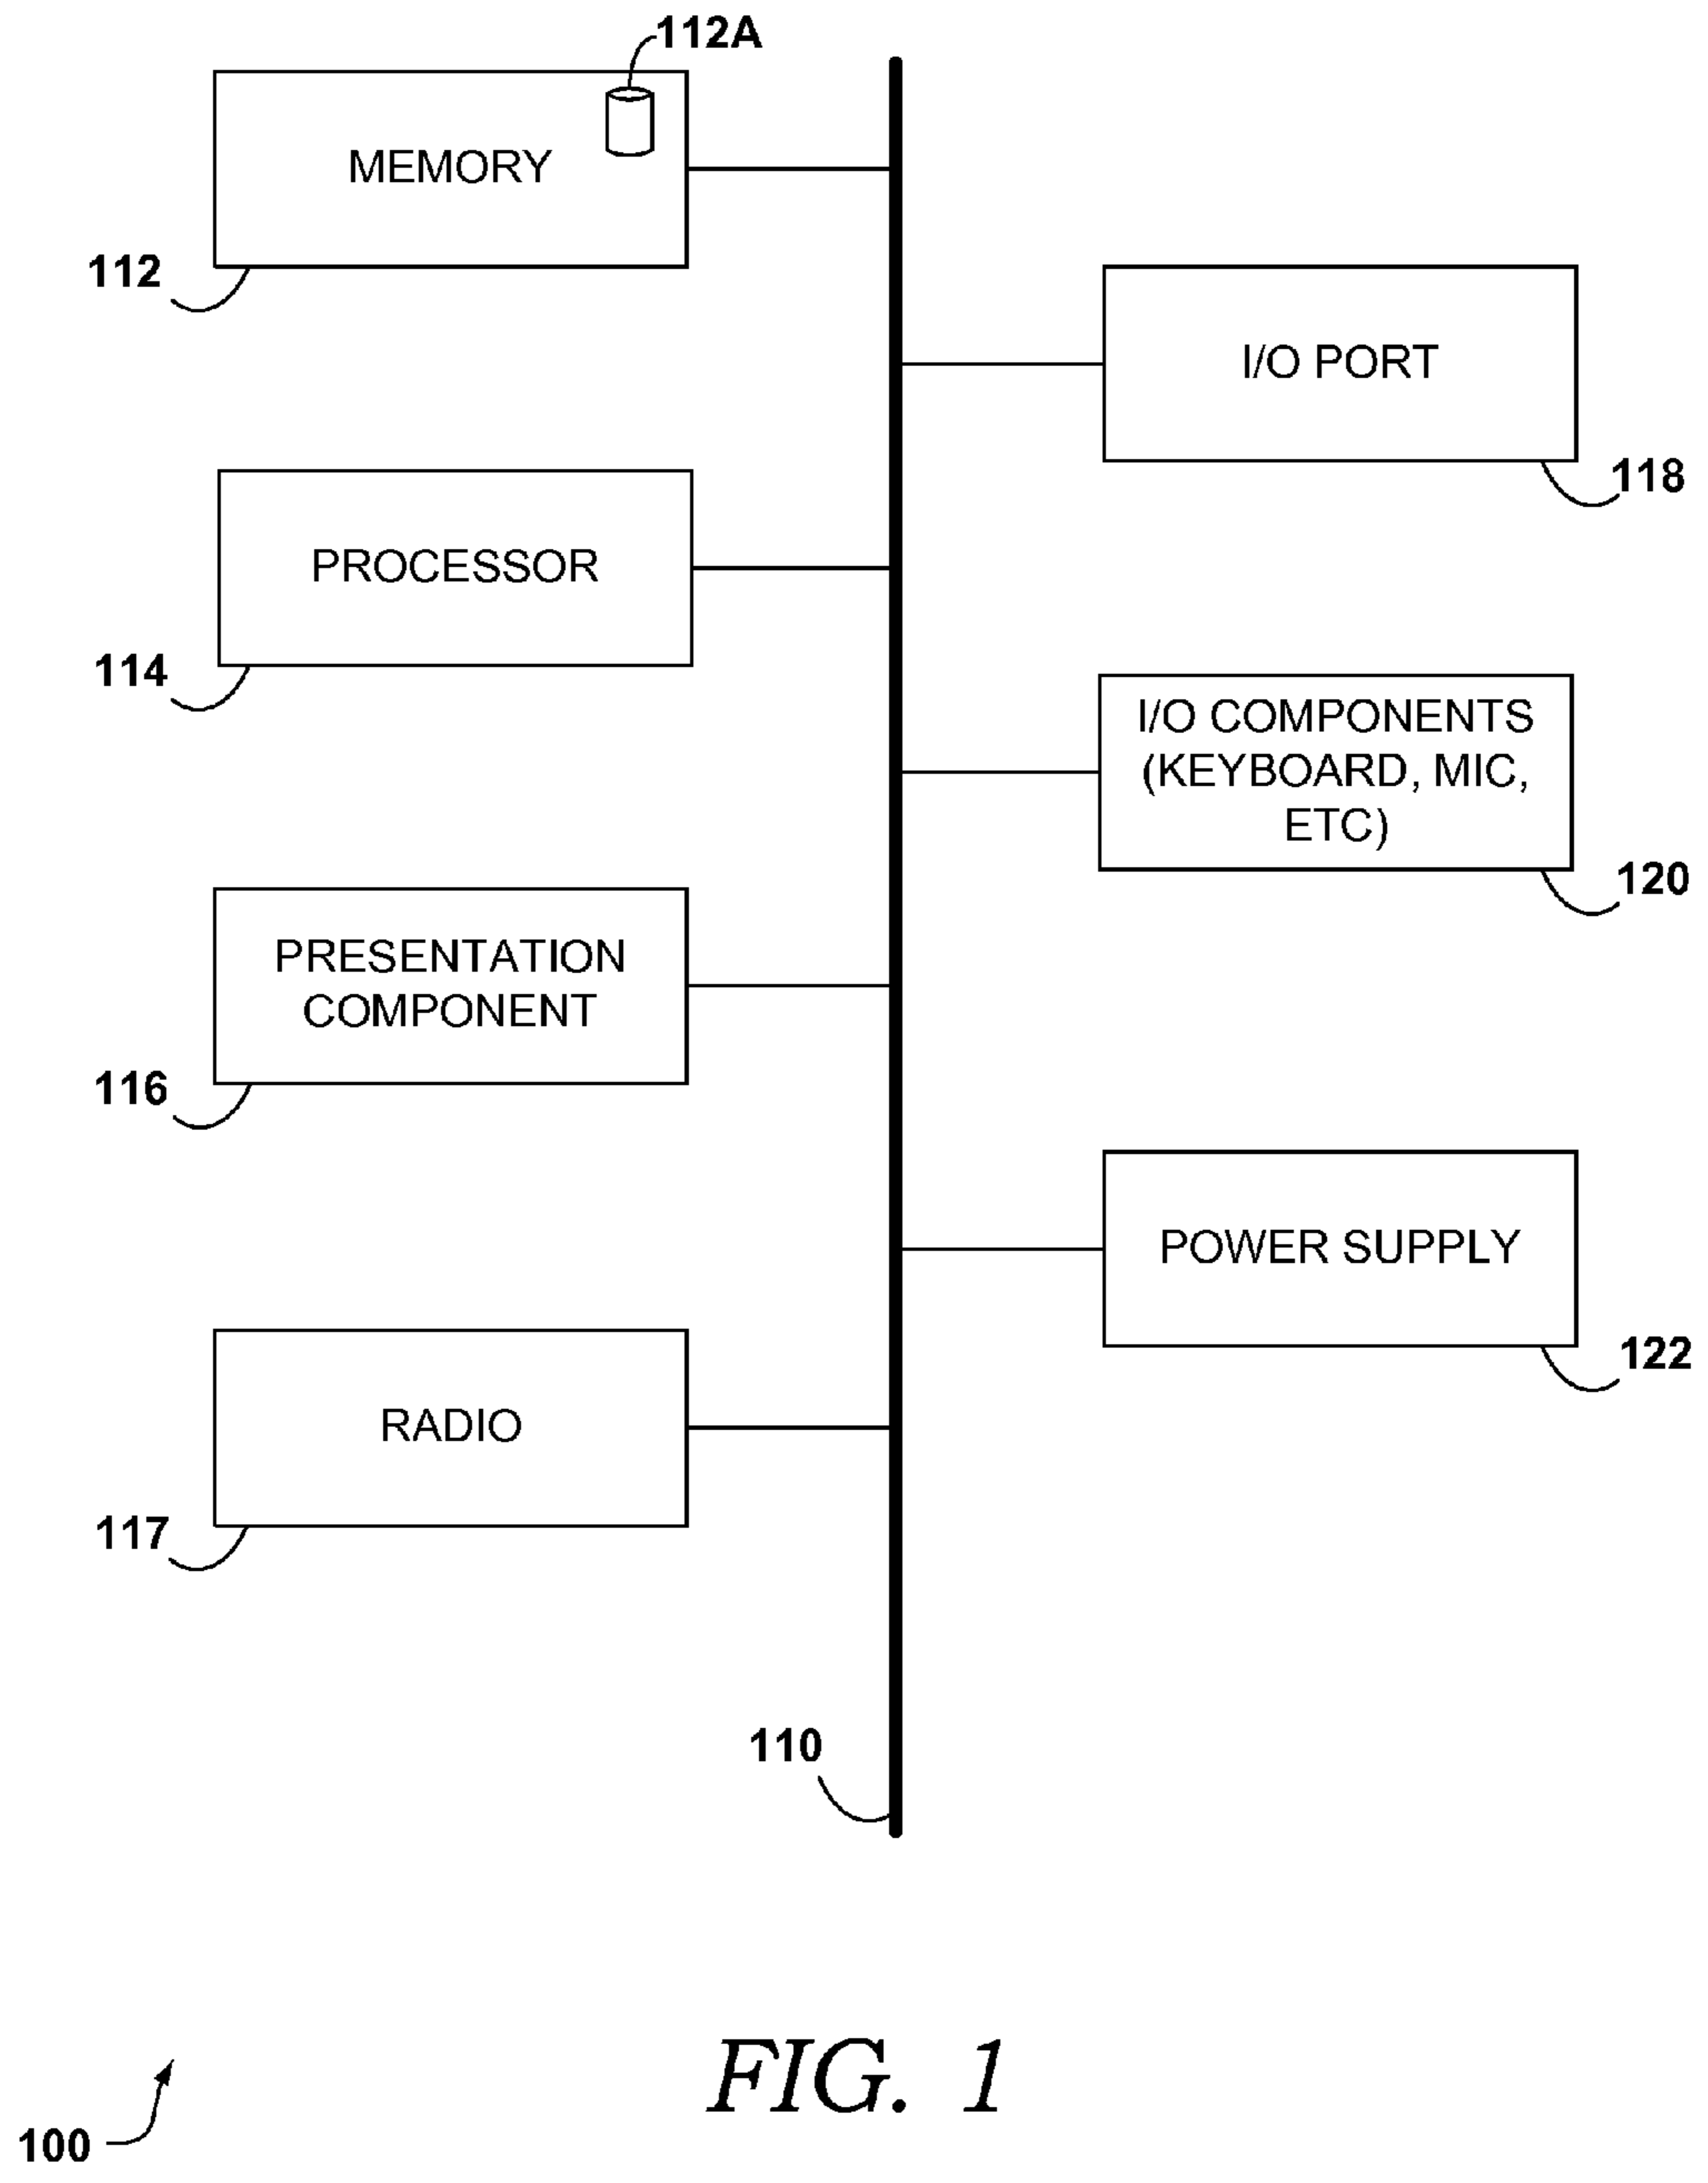 112A
MEMORY
112
I/O PORT
118
PROCESSOR
114
I/O COMPONENTS
(KEYBOARD, MIC,
ETC)
120
PRESENTATION
COMPONENT
116
POWER SUPPLY
122
RADIO
117
110
FIG. 1
100